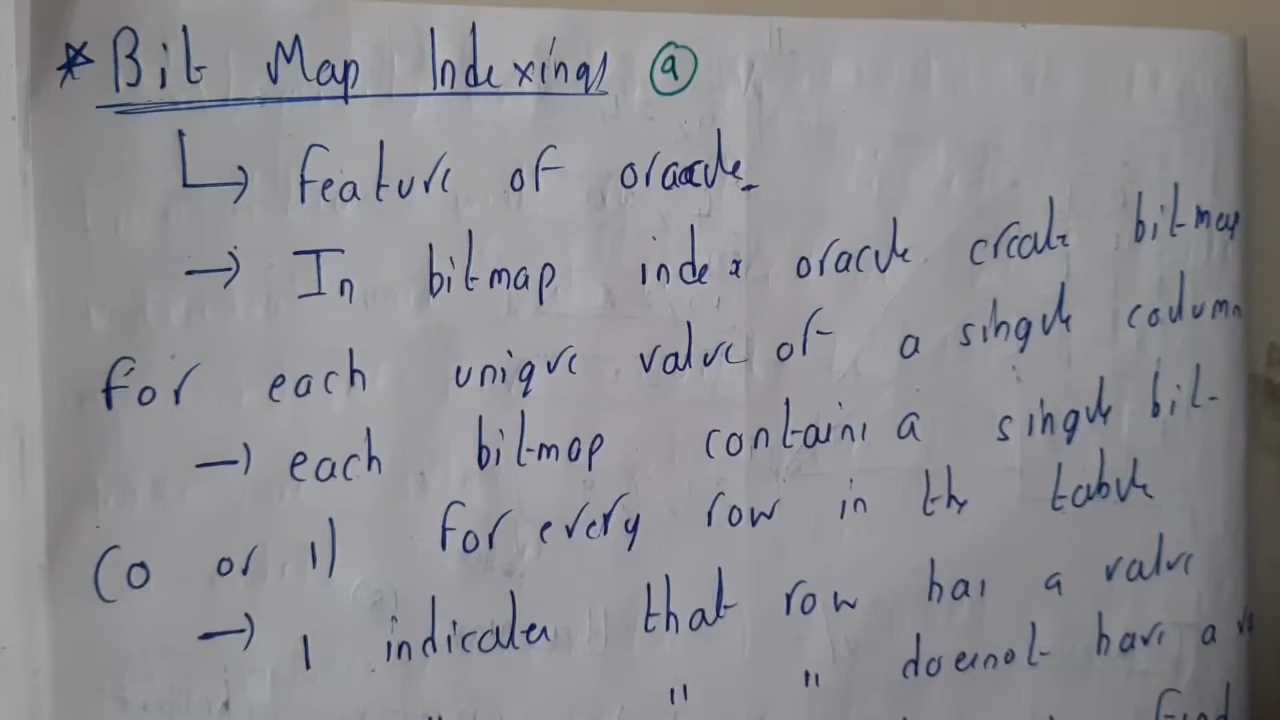 * Bit Map Indexings a
↳ feature of oracle
→ In bitmap index oracle create bitmap
for each unique value of a single column
→ each bitmap contains a single bit
(0 or 1) for every row in the table
→ 1 indicates that row has a value
" " doesnot have a
Find